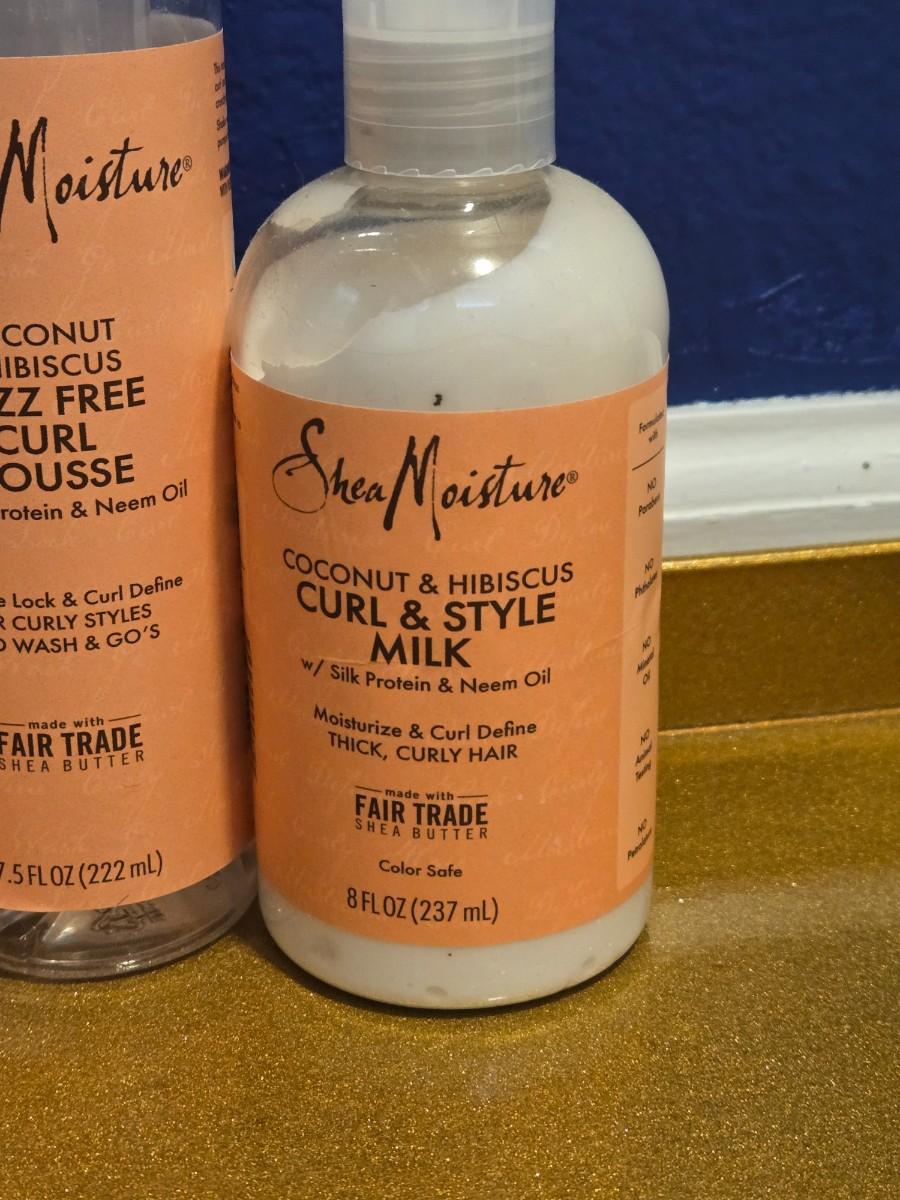 Moisture®
CONUT
IBISCUS
ZZ FREE
CURL
OUSSE
rotein & Neem Oil
e Lock & Curl Define
R CURLY STYLES
O WASH & GO'S
made with
FAIR TRADE
SHEA BUTTER
7.5 FL OZ (222 mL)
SheaMoisture®
COCONUT & HIBISCUS
CURL & STYLE
MILK
w/ Silk Protein & Neem Oil
Moisturize & Curl Define
THICK, CURLY HAIR
made with
FAIR TRADE
SHEA BUTTER
Color Safe
8 FL OZ (237 mL)
Formulated
with
NO
Parabens
NO
Phthalates
NO
Mineral
Oil
NO
Animal
Testing
NO
Petrolatum